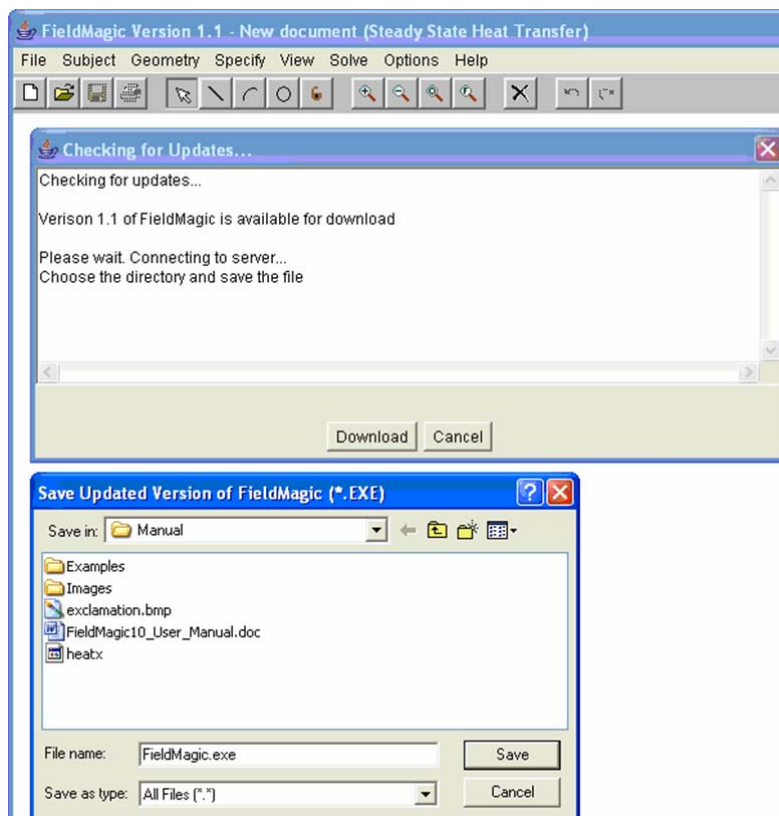 FieldMagic Version 1.1 - New document (Steady State Heat Transfer)
File Subject Geometry Specify View Solve Options Help
Checking for Updates...
Checking for updates...
Verison 1.1 of FieldMagic is available for download
Please wait. Connecting to server...
Choose the directory and save the file
Download Cancel
Save Updated Version of FieldMagic (*.EXE)
Save in: Manual
Examples
Images
exclamation.bmp
FieldMagic10_User_Manual.doc
heatx
File name: FieldMagic.exe Save
Save as type: All Files (*.*) Cancel